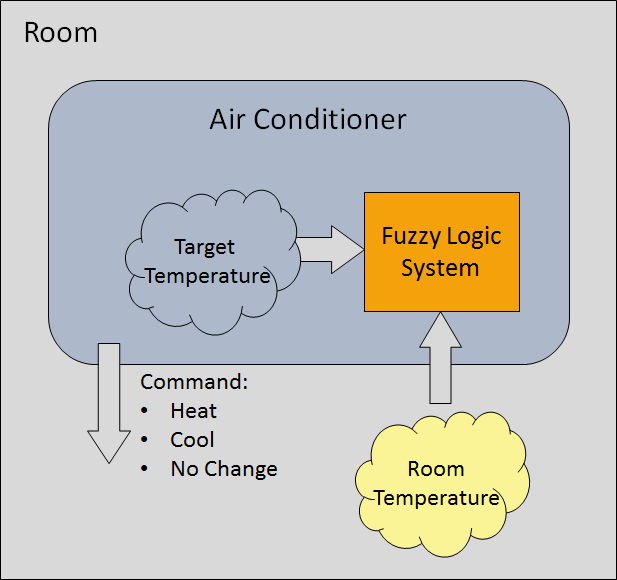 Room
Air Conditioner
Target
Temperature
Fuzzy Logic
System
Command:
• Heat
• Cool
• No Change
Room
Temperature